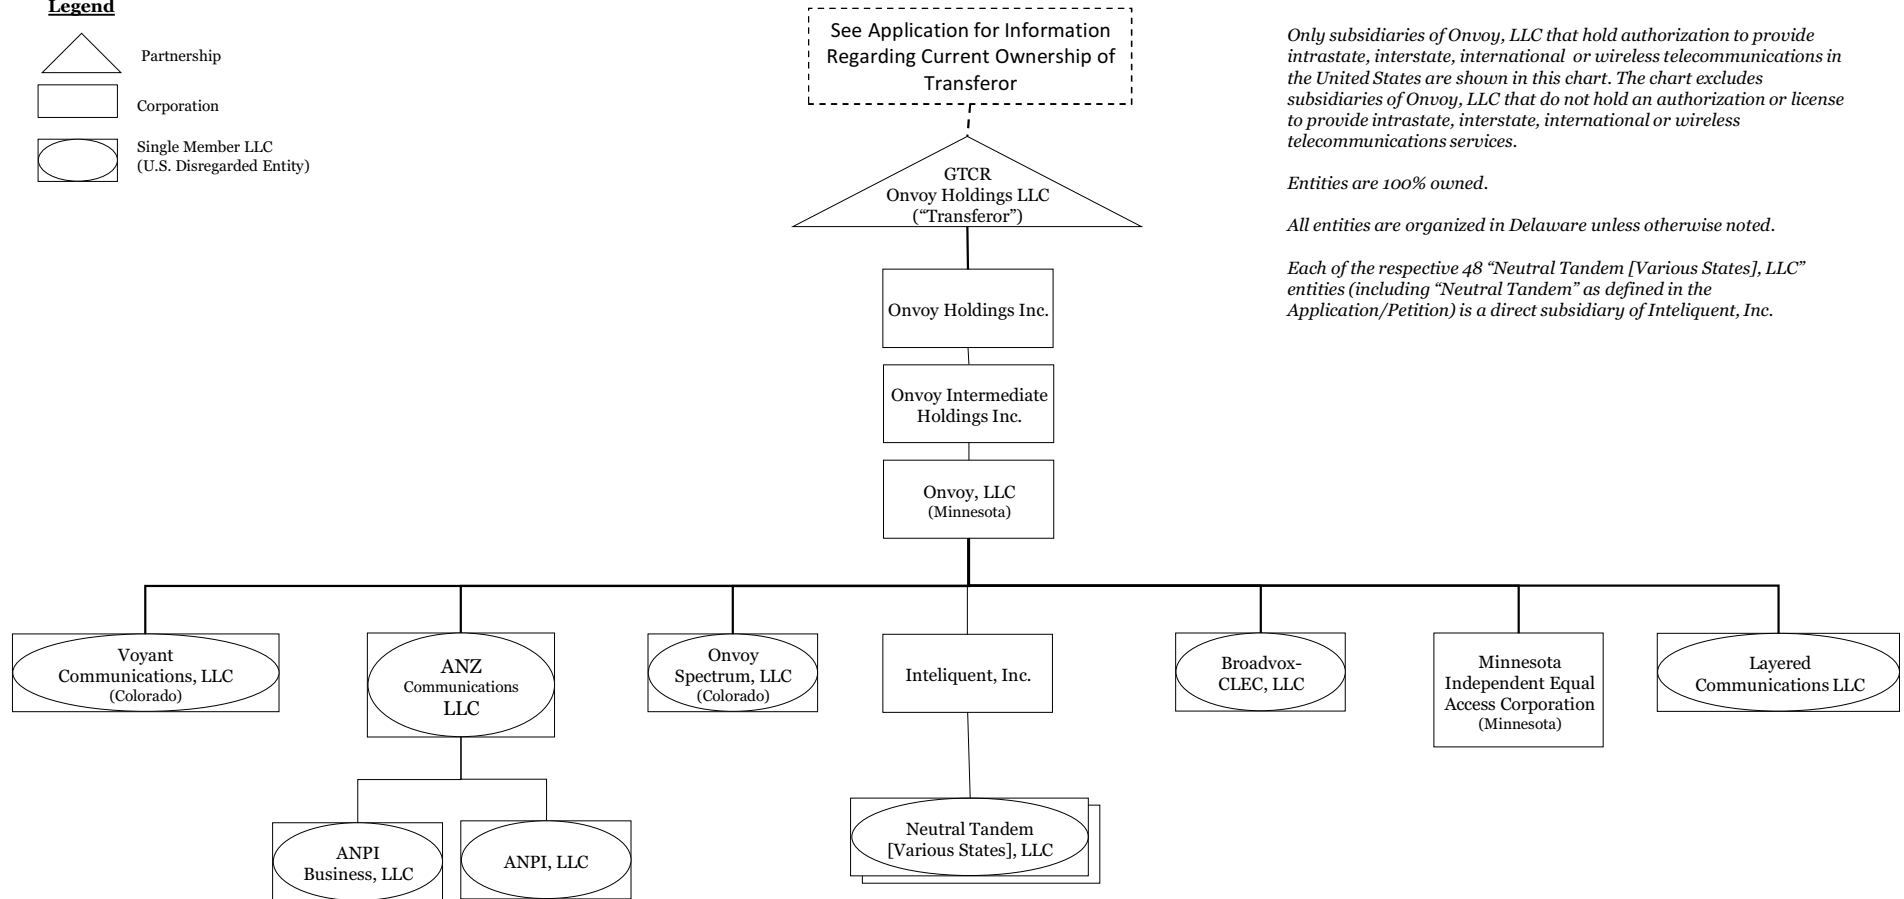 Legend
Partnership
Corporation
Single Member LLC
(U.S. Disregarded Entity)
See Application for Information
Regarding Current Ownership of
Transferor
Only subsidiaries of Onvoy, LLC that hold authorization to provide
intrastate, interstate, international or wireless telecommunications in
the United States are shown in this chart. The chart excludes
subsidiaries of Onvoy, LLC that do not hold an authorization or license
to provide intrastate, interstate, international or wireless
telecommunications services.
Entities are 100% owned.
All entities are organized in Delaware unless otherwise noted.
Each of the respective 48 “Neutral Tandem [Various States], LLC”
entities (including “Neutral Tandem” as defined in the
Application/Petition) is a direct subsidiary of Inteliquent, Inc.
GTCR
Onvoy Holdings LLC
(“Transferor”)
Onvoy Holdings Inc.
Onvoy Intermediate
Holdings Inc.
Onvoy, LLC
(Minnesota)
Voyant
Communications, LLC
(Colorado)
ANZ
Communications
LLC
Onvoy
Spectrum, LLC
(Colorado)
Inteliquent, Inc.
Broadvox-
CLEC, LLC
Minnesota
Independent Equal
Access Corporation
(Minnesota)
Layered
Communications LLC
ANPI
Business, LLC
ANPI, LLC
Neutral Tandem
[Various States], LLC